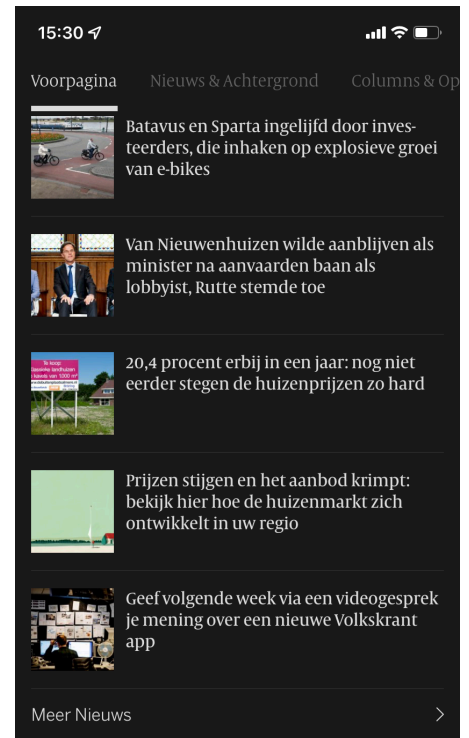 15:30
Voorpagina Nieuws & Achtergrond Columns & Op
Batavus en Sparta ingelijfd door inves-
teerders, die inhaken op explosieve groei
van e-bikes
Van Nieuwenhuizen wilde aanblijven als
minister na aanvaarden baan als
lobbyist, Rutte stemde toe
Te koop
20,4 procent erbij in een jaar: nog niet
eerder stegen de huizenprijzen zo hard
Prijzen stijgen en het aanbod krimpt:
bekijk hier hoe de huizenmarkt zich
ontwikkelt in uw regio
Geef volgende week via een videogesprek
je mening over een nieuwe Volkskrant
app
Meer Nieuws